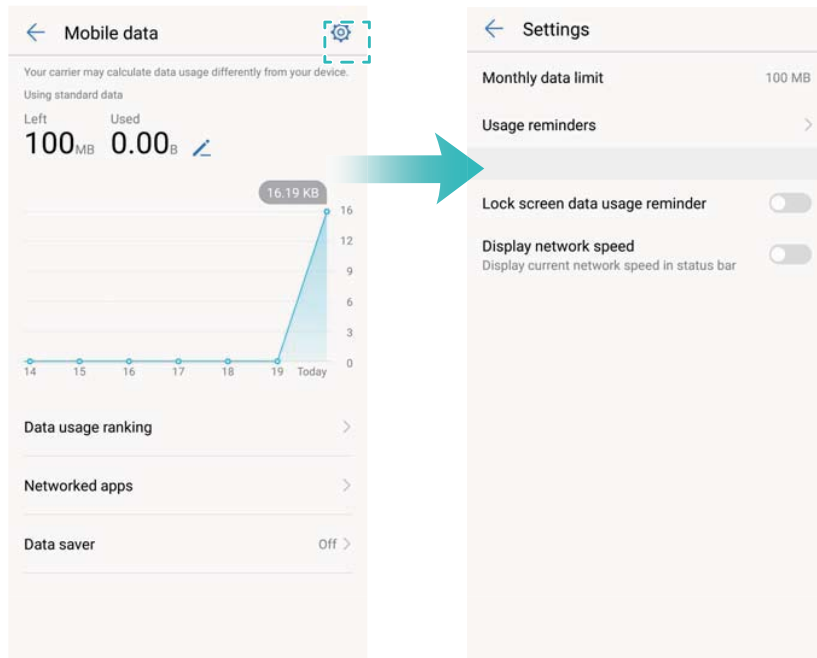 Mobile data
Your carrier may calculate data usage differently from your device.
Using standard data
Left Used
100MB 0.00B
16.19 KB
16
12
9
6
3
0
14 15 16 17 18 19 Today
Data usage ranking
Networked apps
Data saver Off
Settings
Monthly data limit 100 MB
Usage reminders
Lock screen data usage reminder
Display network speed
Display current network speed in status bar